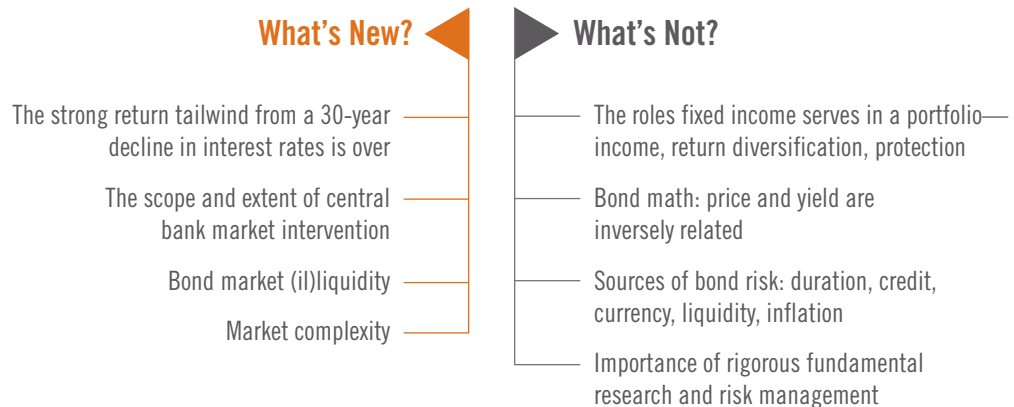 What’s New?
The strong return tailwind from a 30-year
decline in interest rates is over
The scope and extent of central
bank market intervention
Bond market (il)liquidity
Market complexity
What’s Not?
The roles fixed income serves in a portfolio—
income, return diversification, protection
Bond math: price and yield are
inversely related
Sources of bond risk: duration, credit,
currency, liquidity, inflation
Importance of rigorous fundamental
research and risk management